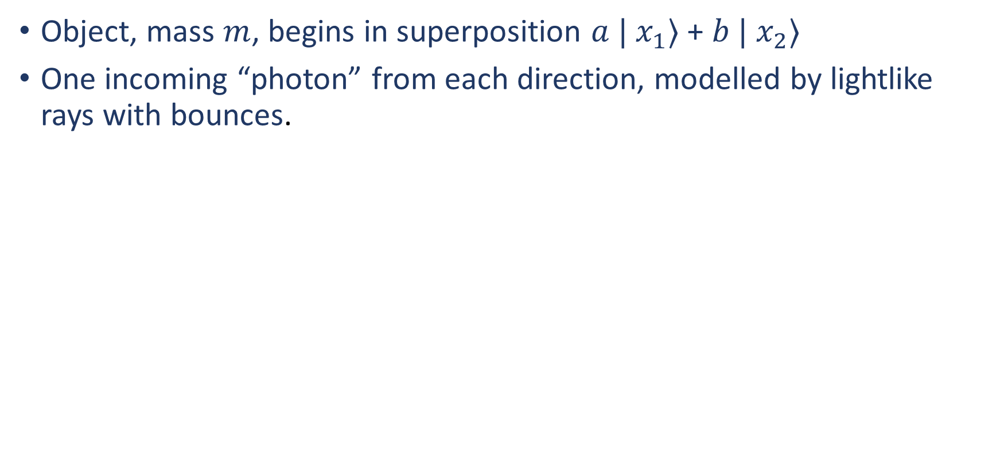 • Object, mass 𝑚, begins in superposition 𝑎 | 𝑥₁⟩ + 𝑏 | 𝑥₂⟩
• One incoming “photon” from each direction, modelled by lightlike
rays with bounces.